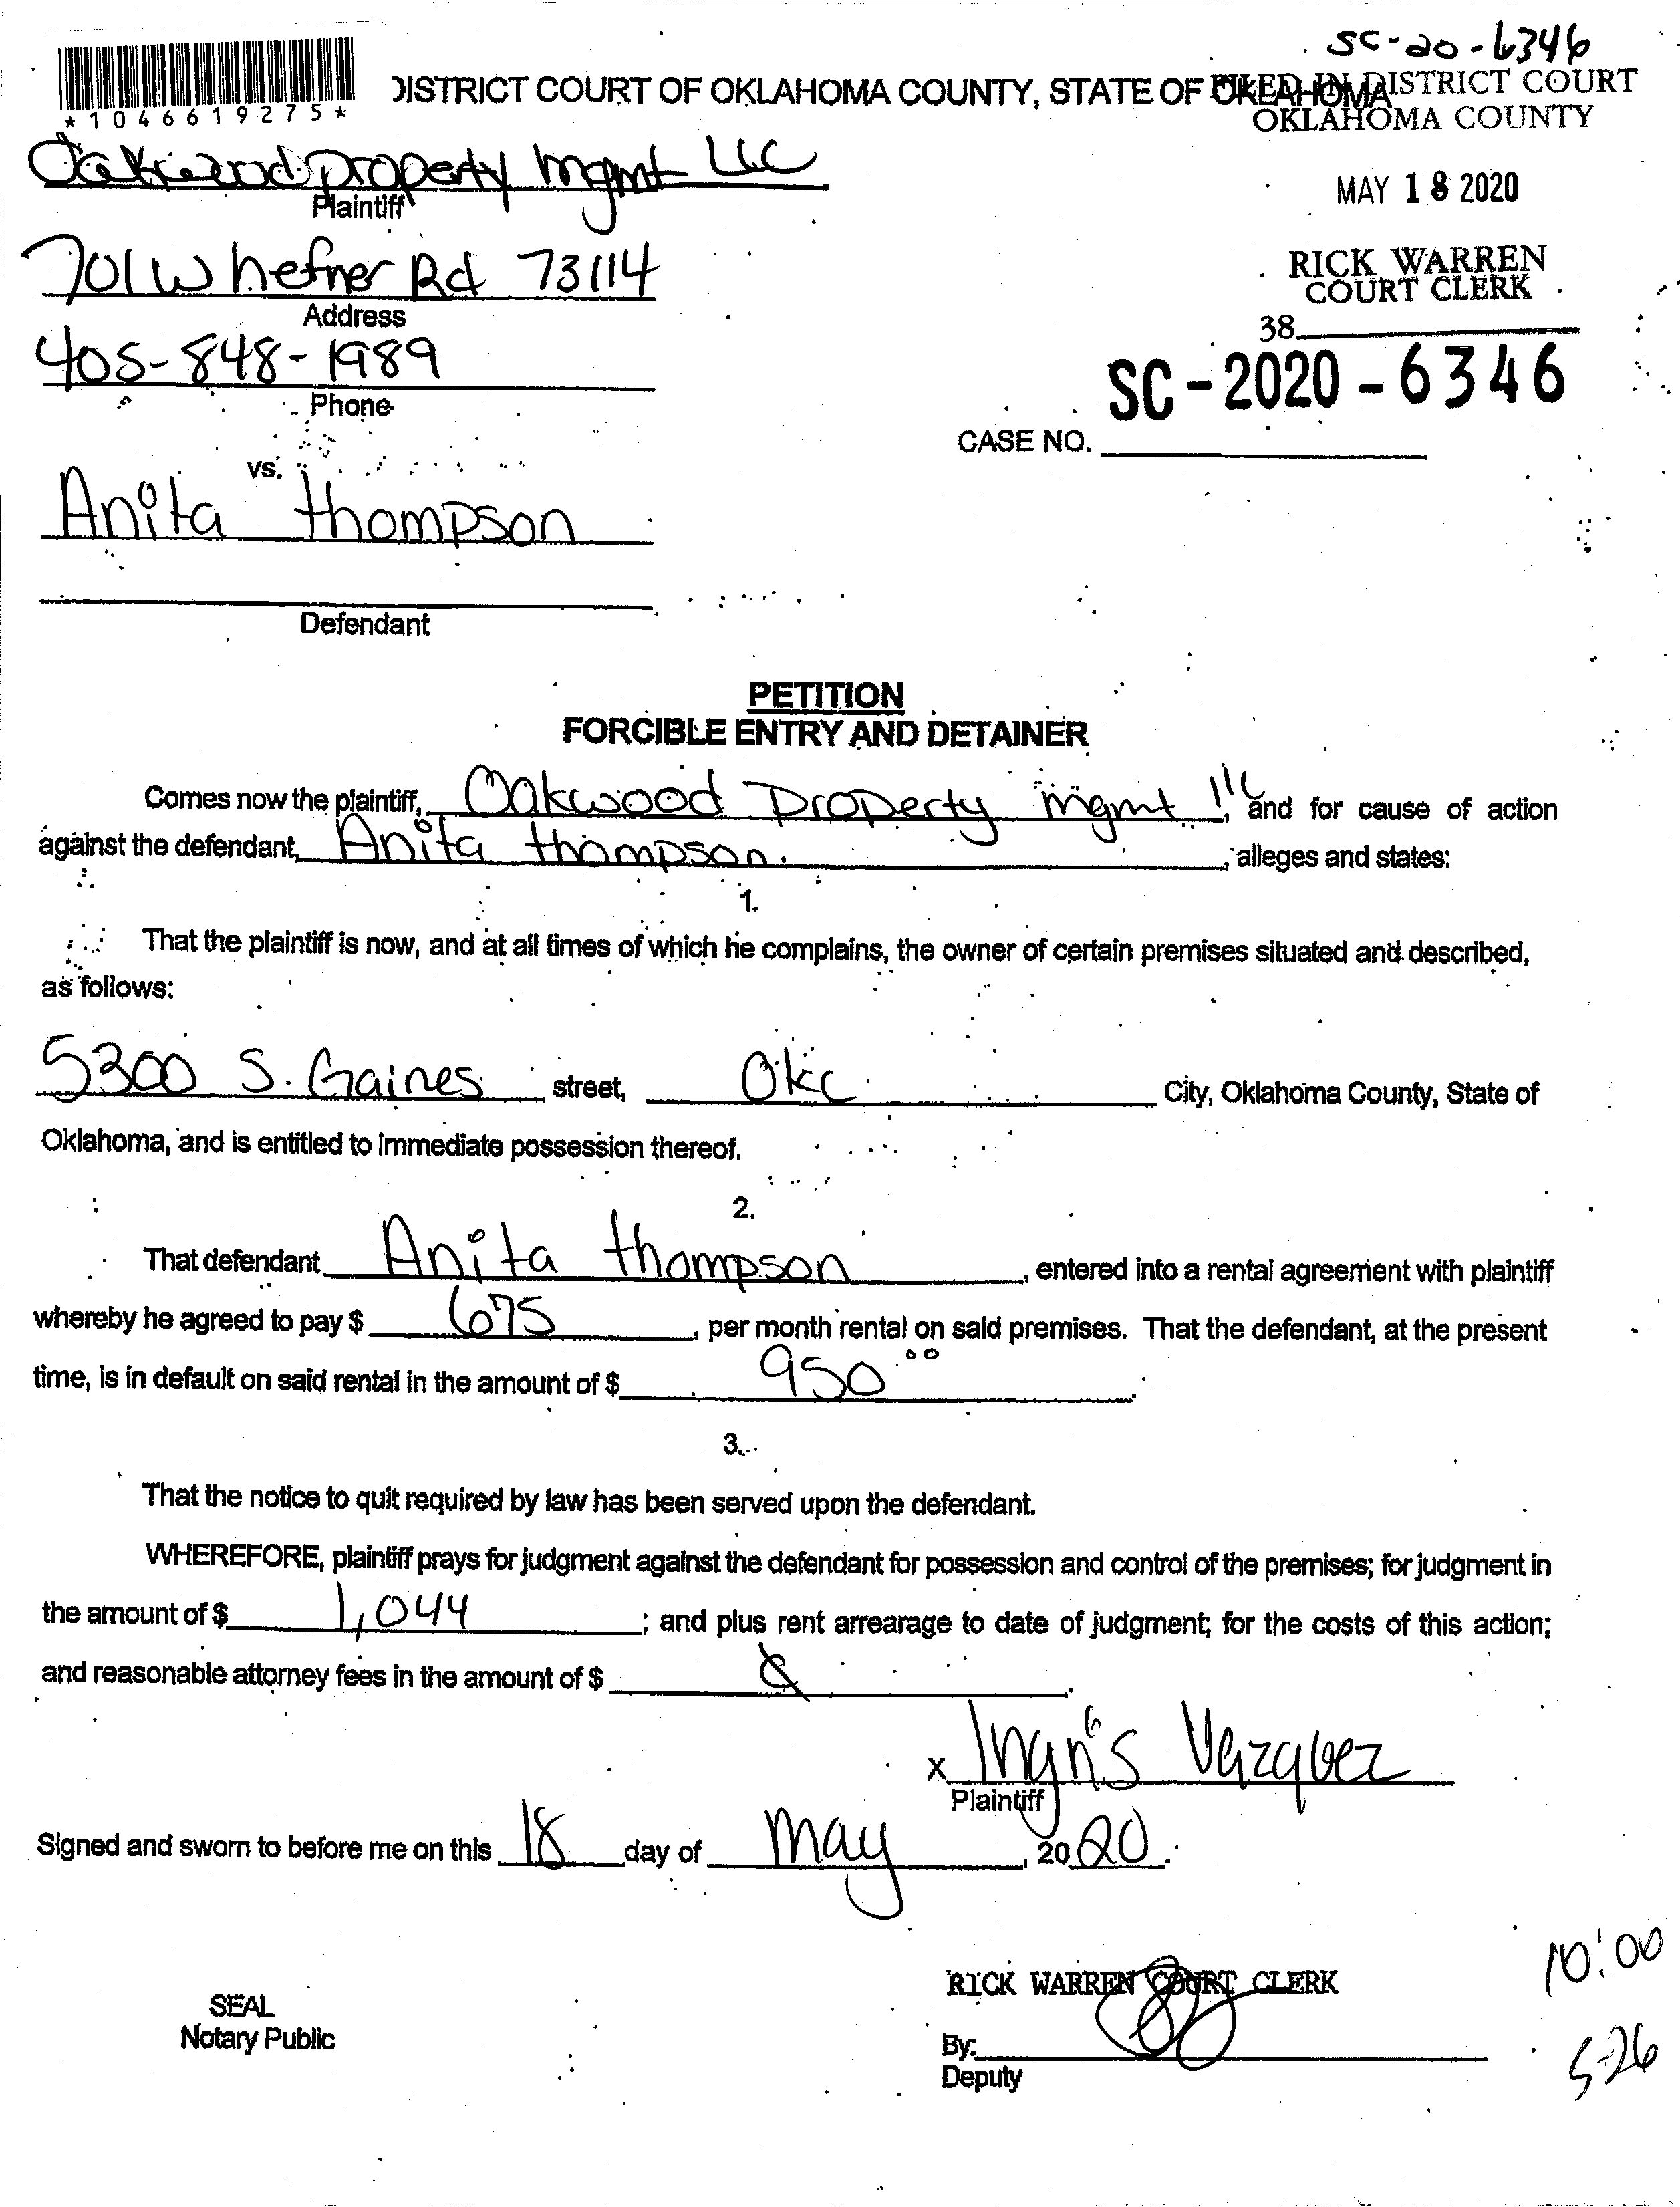 SC-20-6346
DISTRICT COURT OF OKLAHOMA COUNTY, STATE OF OKLAHOMA
FILED IN DISTRICT COURT
OKLAHOMA COUNTY
*1046619275*
Oakwood property mgmt LLC
Plaintiff
MAY 18 2020
701 W hefner Rd 73114
Address
RICK WARREN
COURT CLERK
38
405-848-1989
Phone
SC-2020-6346
CASE NO.
vs.
Anita thompson
Defendant
PETITION
FORCIBLE ENTRY AND DETAINER
Comes now the plaintiff, Oakwood Property mgmt llc, and for cause of action
against the defendant, Anita thompson, alleges and states:
1.
That the plaintiff is now, and at all times of which he complains, the owner of certain premises situated and described,
as follows:
5300 S. Gaines street, Okc City, Oklahoma County, State of
Oklahoma, and is entitled to immediate possession thereof.
2.
That defendant Anita thompson, entered into a rental agreement with plaintiff
whereby he agreed to pay $ 675, per month rental on said premises. That the defendant, at the present
time, is in default on said rental in the amount of $ 950.00.
3.
That the notice to quit required by law has been served upon the defendant.
WHEREFORE, plaintiff prays for judgment against the defendant for possession and control of the premises; for judgment in
the amount of $ 1,044; and plus rent arrearage to date of judgment; for the costs of this action;
and reasonable attorney fees in the amount of $
x Ingris Vazquez
Plaintiff
Signed and sworn to before me on this 18 day of May, 2020.
10:00
RICK WARREN COURT CLERK
SEAL
Notary Public
By:
Deputy
5-26